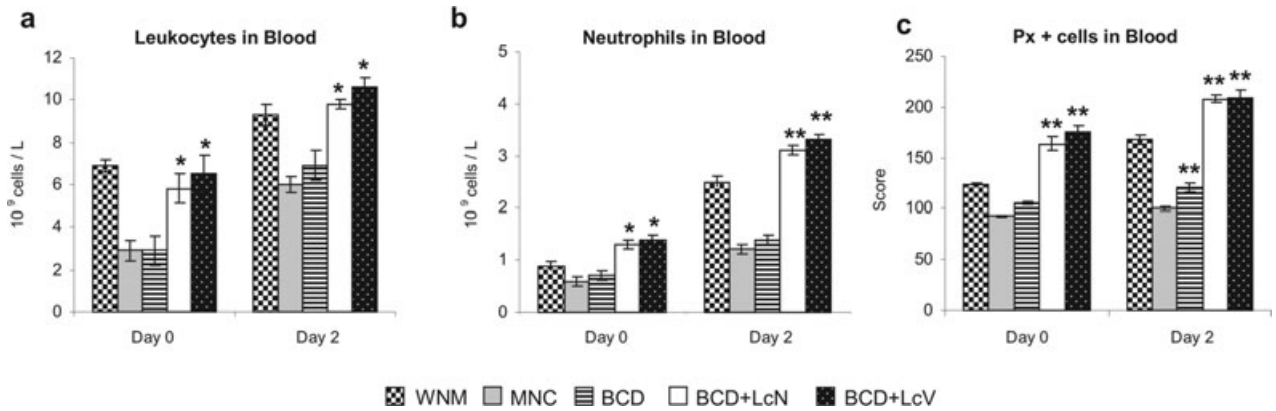 a
Leukocytes in Blood
10 9 cells / L
12
10
8
6
4
2
0
* * * *
Day 0 Day 2
b
Neutrophils in Blood
10 9 cells / L
5
4
3
2
1
0
* * ** **
Day 0 Day 2
c
Px + cells in Blood
Score
250
200
150
100
50
0
** ** ** ** **
Day 0 Day 2
WNM MNC BCD BCD+LcN BCD+LcV